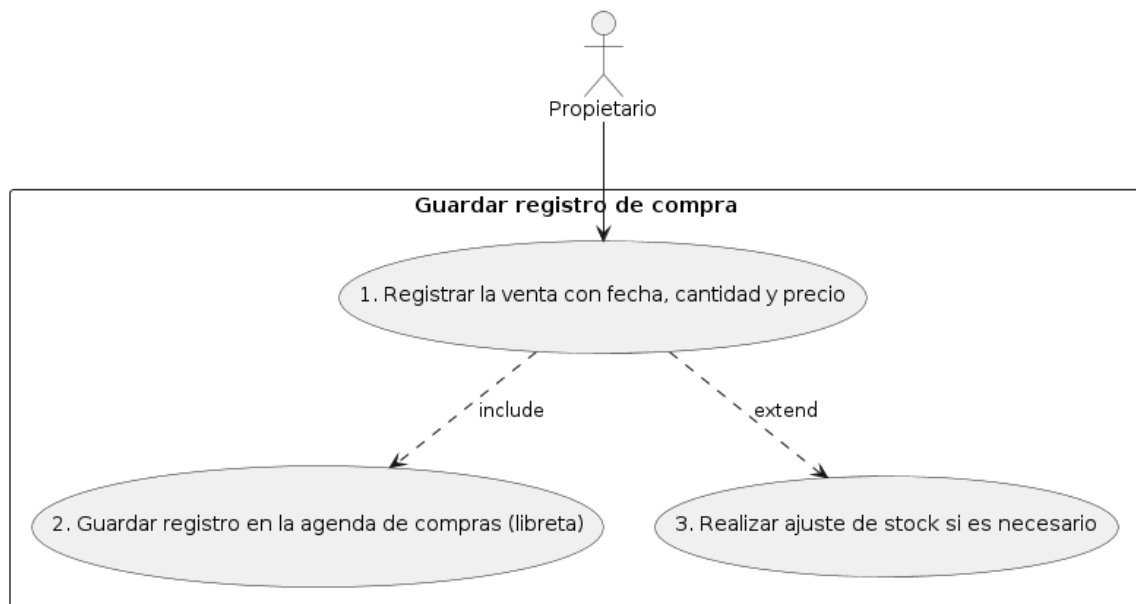 Propietario
Guardar registro de compra
1. Registrar la venta con fecha, cantidad y precio
include
extend
2. Guardar registro en la agenda de compras (libreta)
3. Realizar ajuste de stock si es necesario